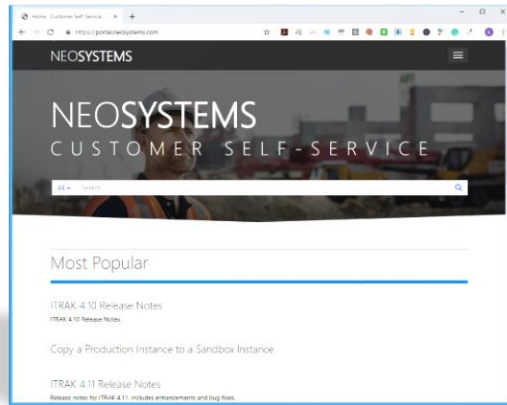 Home · Customer Self-Service
https://portal.neosystems.com
NEOSYSTEMS
NEOSYSTEMS
CUSTOMER SELF-SERVICE
All
Search
Most Popular
ITRAK 4.10 Release Notes
ITRAK 4.10 Release Notes
Copy a Production Instance to a Sandbox Instance
ITRAK 4.11 Release Notes
Release notes for ITRAK 4.11. includes enhancements and bug fixes.